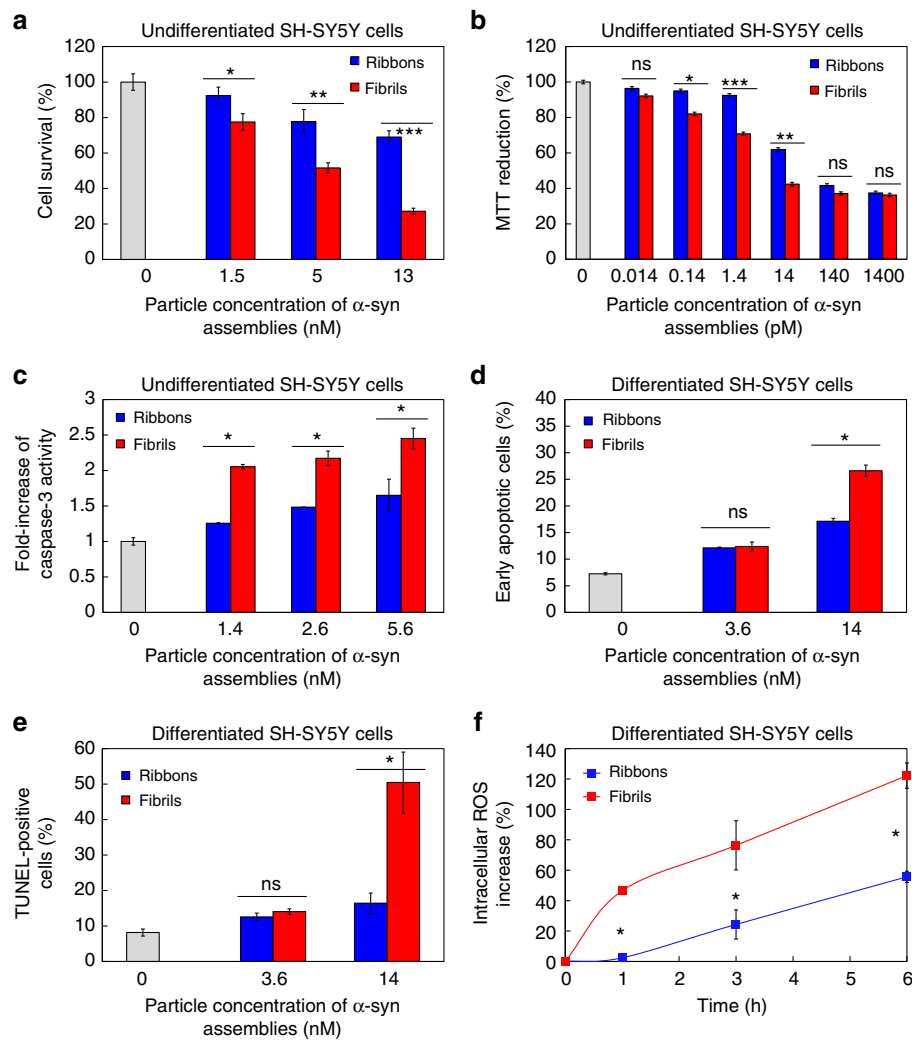 a
Undifferentiated SH-SY5Y cells
120
100
80
60
40
20
0
Cell survival (%)
Ribbons
Fibrils
*
**
***
0 1.5 5 13
Particle concentration of α-syn
assemblies (nM)
b
Undifferentiated SH-SY5Y cells
120
100
80
60
40
20
0
MTT reduction (%)
Ribbons
Fibrils
ns
*
***
**
ns
ns
0 0.014 0.14 1.4 14 140 1400
Particle concentration of α-syn
assemblies (pM)
c
Undifferentiated SH-SY5Y cells
3
2.5
2
1.5
1
0.5
0
Fold-increase of
caspase-3 activity
Ribbons
Fibrils
*
*
*
0 1.4 2.6 5.6
Particle concentration of α-syn
assemblies (nM)
d
Differentiated SH-SY5Y cells
40
35
30
25
20
15
10
5
0
Early apoptotic cells (%)
Ribbons
Fibrils
ns
*
0 3.6 14
Particle concentration of α-syn
assemblies (nM)
e
Differentiated SH-SY5Y cells
60
50
40
30
20
10
0
TUNEL-positive
cells (%)
Ribbons
Fibrils
ns
*
0 3.6 14
Particle concentration of α-syn
assemblies (nM)
f
Differentiated SH-SY5Y cells
140
120
100
80
60
40
20
0
Intracellular ROS
increase (%)
Ribbons
Fibrils
*
*
*
0 1 2 3 4 5 6
Time (h)